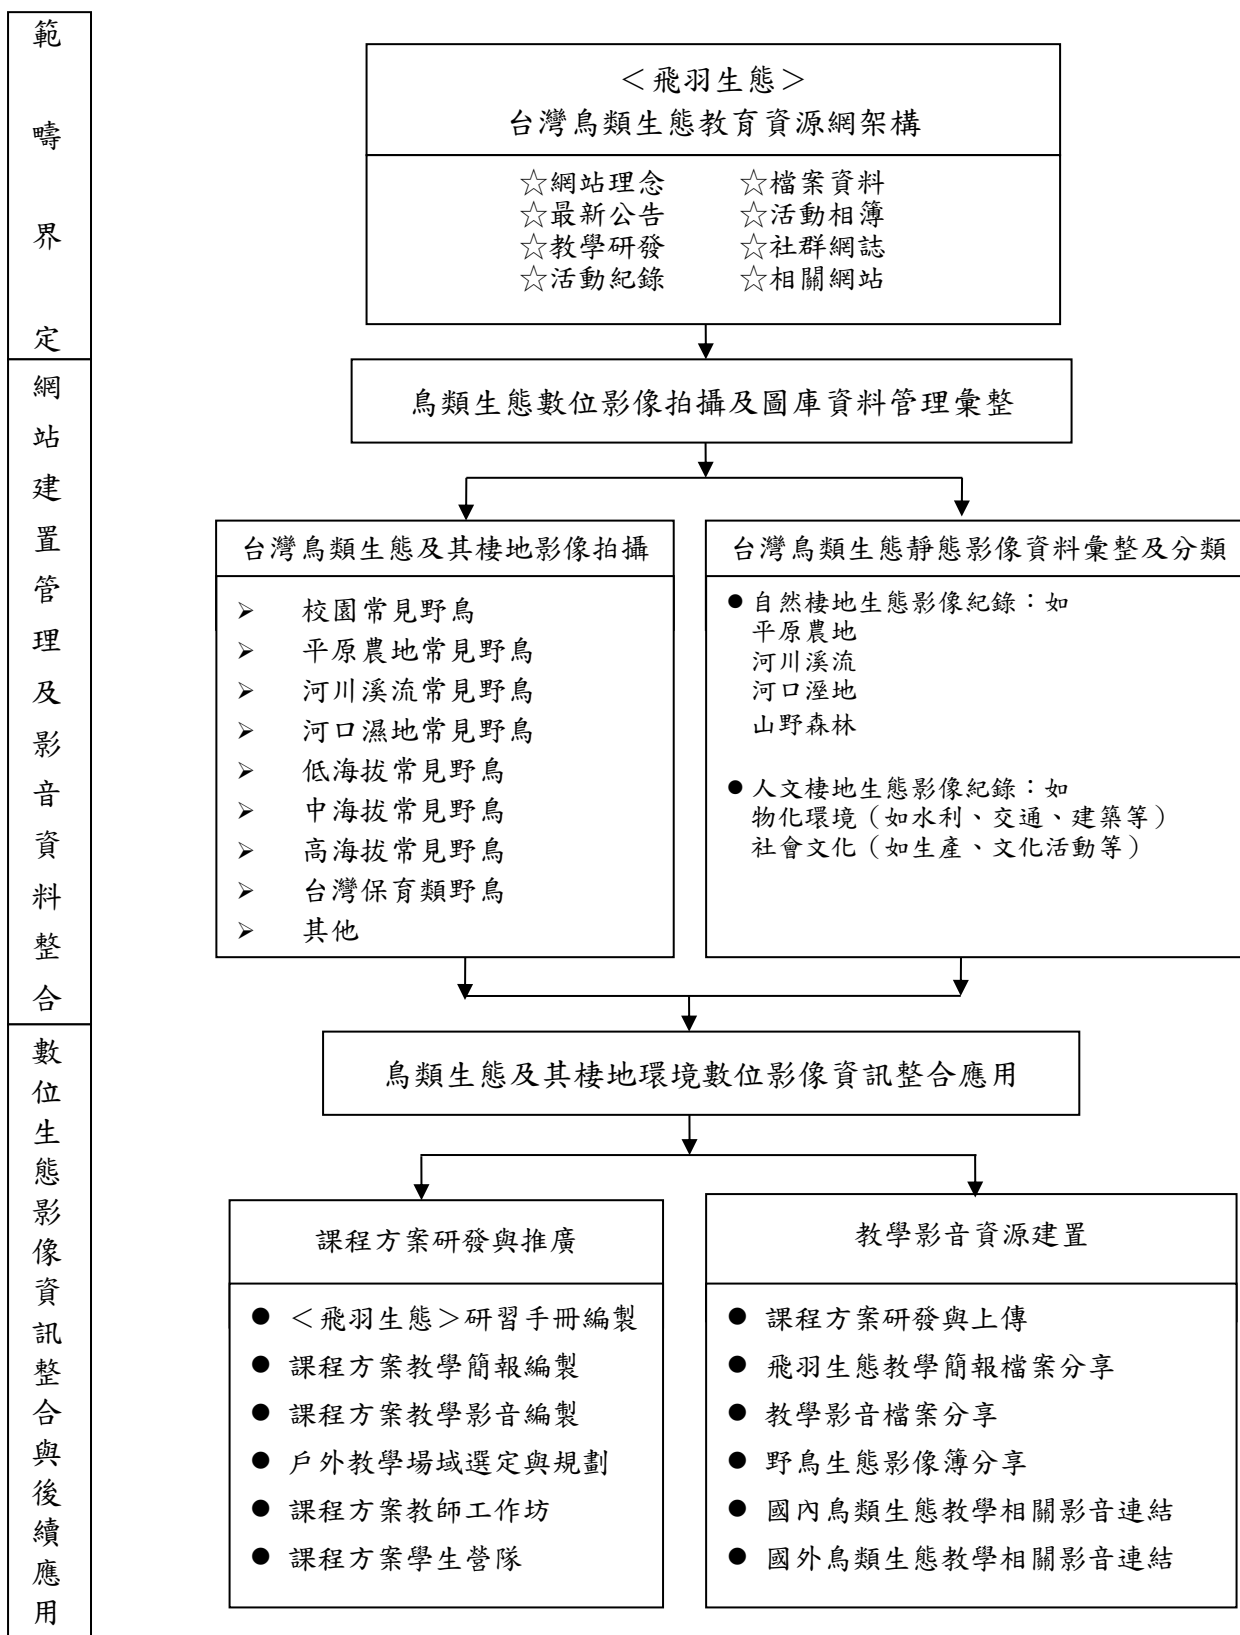 範疇界定
＜飛羽生態＞
台灣鳥類生態教育資源網架構
☆網站理念 ☆檔案資料
☆最新公告 ☆活動相簿
☆教學研發 ☆社群網誌
☆活動紀錄 ☆相關網站
網站建置管理及影音資料整合
鳥類生態數位影像拍攝及圖庫資料管理彙整
台灣鳥類生態及其棲地影像拍攝
➢ 校園常見野鳥
➢ 平原農地常見野鳥
➢ 河川溪流常見野鳥
➢ 河口濕地常見野鳥
➢ 低海拔常見野鳥
➢ 中海拔常見野鳥
➢ 高海拔常見野鳥
➢ 台灣保育類野鳥
➢ 其他
台灣鳥類生態靜態影像資料彙整及分類
● 自然棲地生態影像紀錄：如
平原農地
河川溪流
河口溼地
山野森林
● 人文棲地生態影像紀錄：如
物化環境（如水利、交通、建築等）
社會文化（如生產、文化活動等）
數位生態影像資訊整合與後續應用
鳥類生態及其棲地環境數位影像資訊整合應用
課程方案研發與推廣
● ＜飛羽生態＞研習手冊編製
● 課程方案教學簡報編製
● 課程方案教學影音編製
● 戶外教學場域選定與規劃
● 課程方案教師工作坊
● 課程方案學生營隊
教學影音資源建置
● 課程方案研發與上傳
● 飛羽生態教學簡報檔案分享
● 教學影音檔案分享
● 野鳥生態影像簿分享
● 國內鳥類生態教學相關影音連結
● 國外鳥類生態教學相關影音連結